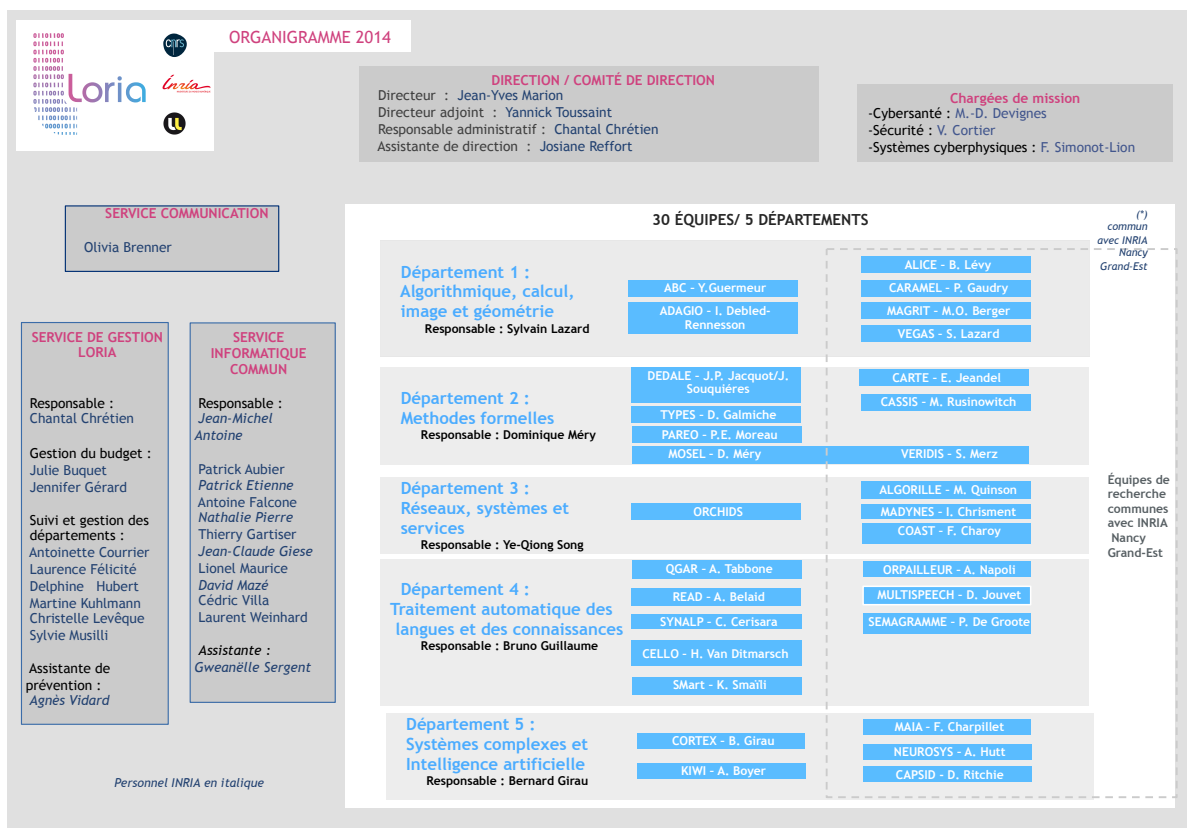 01101100
01101111
01110010
01100001
01100001
01101111
01110010
01101001
Loria
cnrs
Inria
ORGANIGRAMME 2014
DIRECTION / COMITÉ DE DIRECTION
Directeur : Jean-Yves Marion
Directeur adjoint : Yannick Toussaint
Responsable administratif : Chantal Chrétien
Assistante de direction : Josiane Reffort
Chargées de mission
-Cybersanté : M.-D. Devignes
-Sécurité : V. Cortier
-Systèmes cyberphysiques : F. Simonot-Lion
SERVICE COMMUNICATION
Olivia Brenner
SERVICE DE GESTION
LORIA
Responsable :
Chantal Chrétien
Gestion du budget :
Julie Buquet
Jennifer Gérard
Suivi et gestion des
départements :
Antoinette Courrier
Laurence Félicité
Delphine Hubert
Martine Kuhlmann
Christelle Levêque
Sylvie Musilli
Assistante de
prévention :
Agnès Vidard
SERVICE
INFORMATIQUE
COMMUN
Responsable :
Jean-Michel
Antoine
Patrick Aubier
Patrick Etienne
Antoine Falcone
Nathalie Pierre
Thierry Gartiser
Jean-Claude Giese
Lionel Maurice
David Mazé
Cédric Villa
Laurent Weinhard
Assistante :
Gweanëlle Sergent
Personnel INRIA en italique
30 ÉQUIPES/ 5 DÉPARTEMENTS
(*)
commun
avec INRIA
Nancy
Grand-Est
Département 1 :
Algorithmique, calcul,
image et géométrie
Responsable : Sylvain Lazard
ABC – Y.Guermeur
ADAGIO – I. Debled-
Rennesson
ALICE – B. Lévy
CARAMEL – P. Gaudry
MAGRIT – M.O. Berger
VEGAS – S. Lazard
Département 2 :
Methodes formelles
Responsable : Dominique Méry
DEDALE – J.P. Jacquot/J.
Souquiéres
TYPES – D. Galmiche
PAREO – P.E. Moreau
MOSEL – D. Méry
CARTE – E. Jeandel
CASSIS – M. Rusinowitch
VERIDIS – S. Merz
Département 3 :
Réseaux, systèmes et
services
Responsable : Ye-Qiong Song
ORCHIDS
ALGORILLE – M. Quinson
MADYNES – I. Chrisment
COAST – F. Charoy
Équipes de
recherche
communes
avec INRIA
Nancy
Grand-Est
Département 4 :
Traitement automatique des
langues et des connaissances
Responsable : Bruno Guillaume
QGAR – A. Tabbone
READ – A. Belaid
SYNALP – C. Cerisara
CELLO – H. Van Ditmarsch
SMart – K. Smaïli
ORPAILLEUR – A. Napoli
MULTISPEECH – D. Jouvet
SEMAGRAMME – P. De Groote
Département 5 :
Systèmes complexes et
Intelligence artificielle
Responsable : Bernard Girau
CORTEX – B. Girau
KIWI – A. Boyer
MAIA – F. Charpillet
NEUROSYS – A. Hutt
CAPSID – D. Ritchie